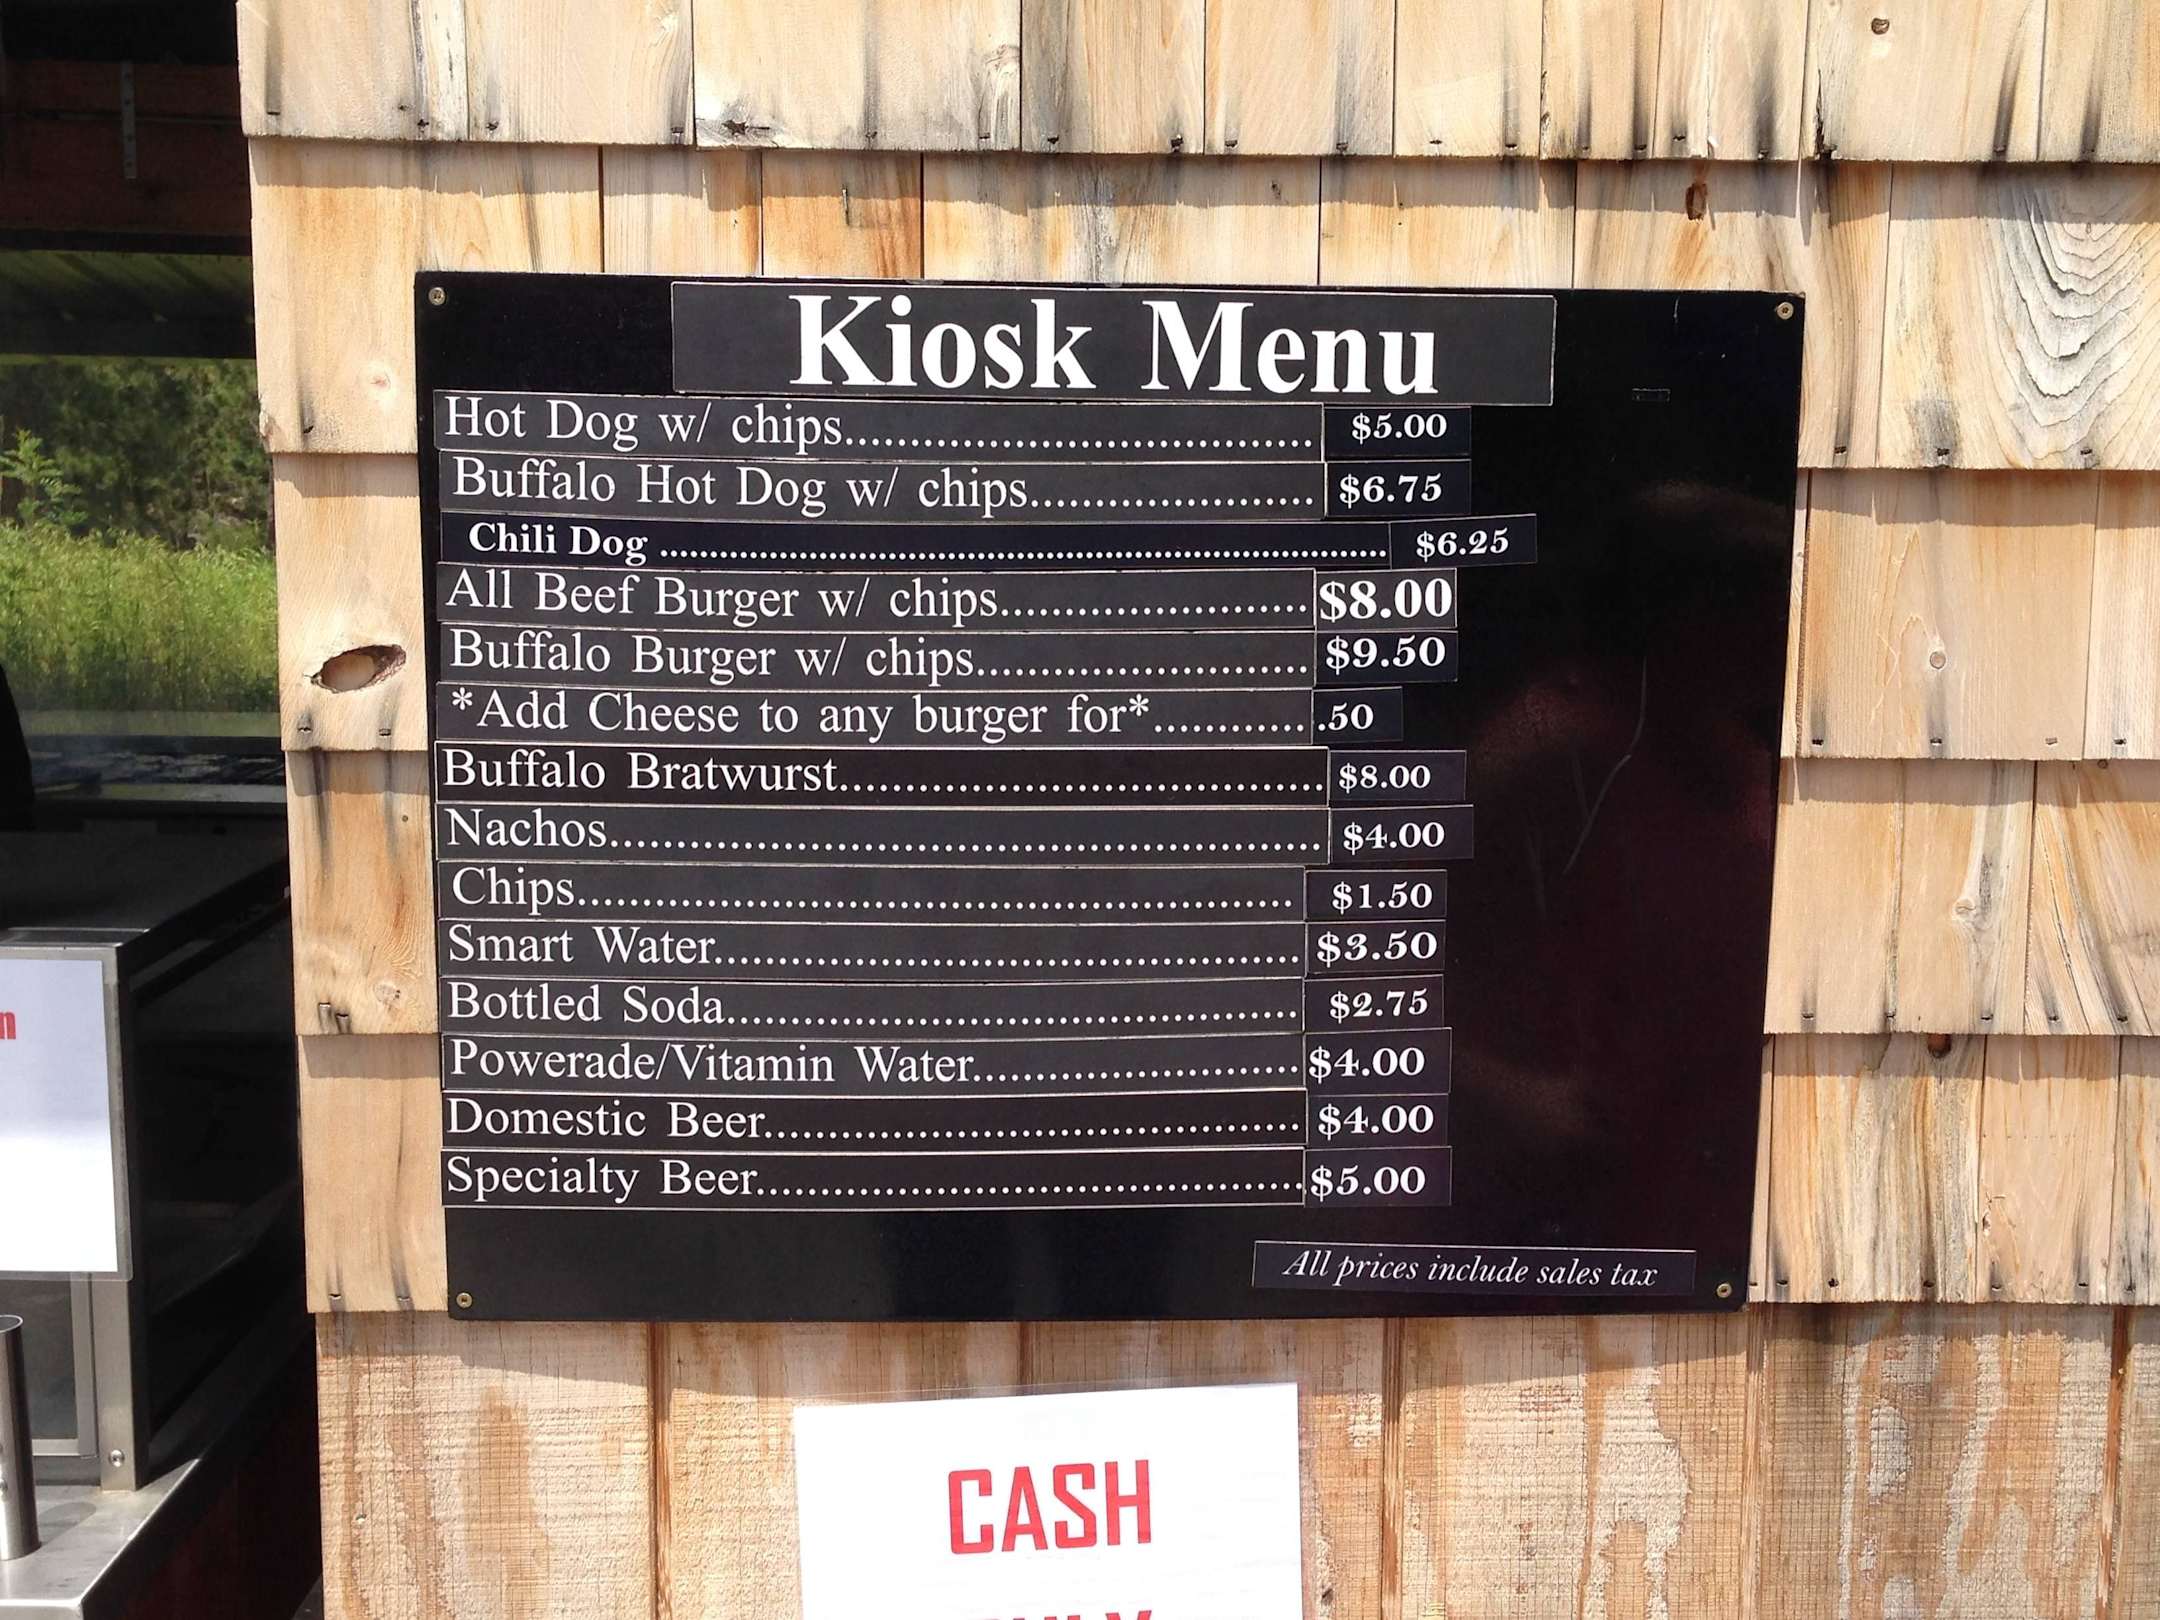 Kiosk Menu
Hot Dog w/ chips.................................... $5.00
Buffalo Hot Dog w/ chips...................... $6.75
Chili Dog ........................................................................ $6.25
All Beef Burger w/ chips........................ $8.00
Buffalo Burger w/ chips.......................... $9.50
*Add Cheese to any burger for*............ .50
Buffalo Bratwurst...................................... $8.00
Nachos....................................................... $4.00
Chips........................................................ $1.50
Smart Water.............................................. $3.50
Bottled Soda............................................. $2.75
Powerade/Vitamin Water.......................... $4.00
Domestic Beer.......................................... $4.00
Specialty Beer........................................... $5.00
All prices include sales tax
CASH